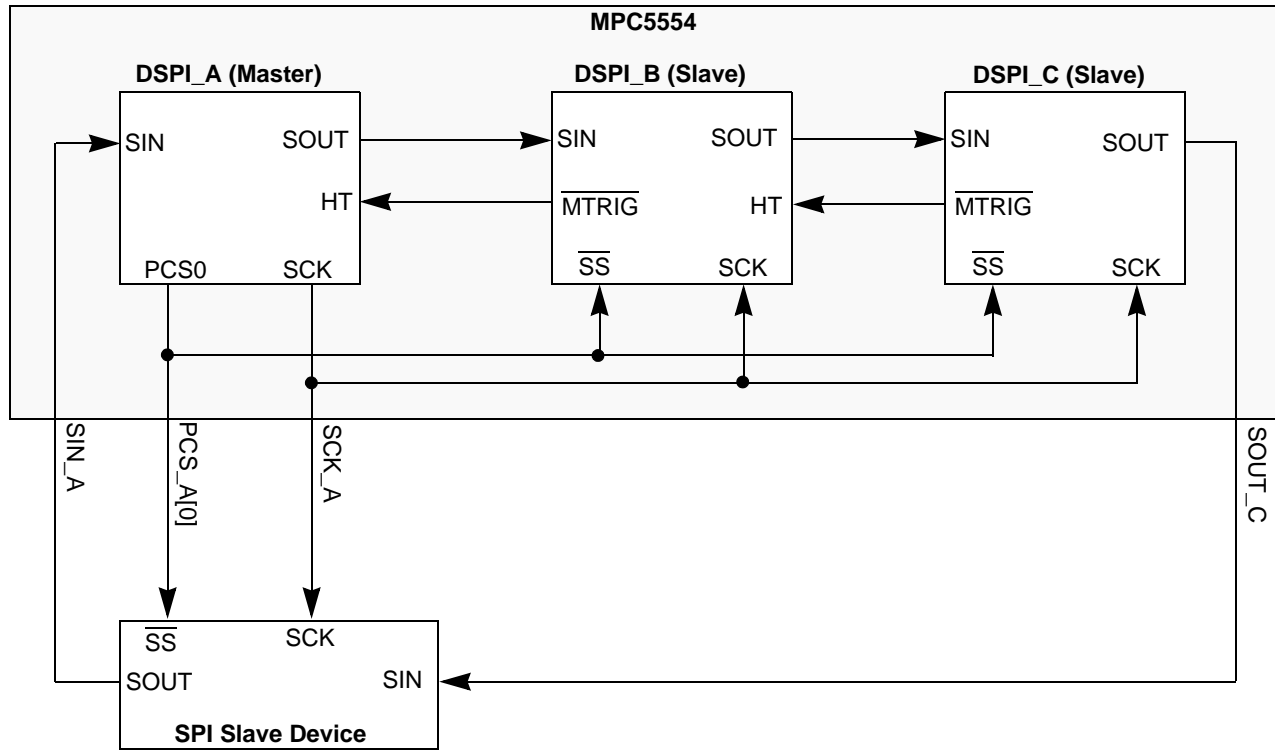 MPC5554
DSPI_A (Master)
DSPI_B (Slave)
DSPI_C (Slave)
SIN
SOUT
HT
PCS0
SCK
SIN
SOUT
MTRIG
HT
SS
SCK
SIN
SOUT
MTRIG
SS
SCK
SIN_A
PCS_A[0]
SCK_A
SOUT_C
SS
SCK
SOUT
SIN
SPI Slave Device